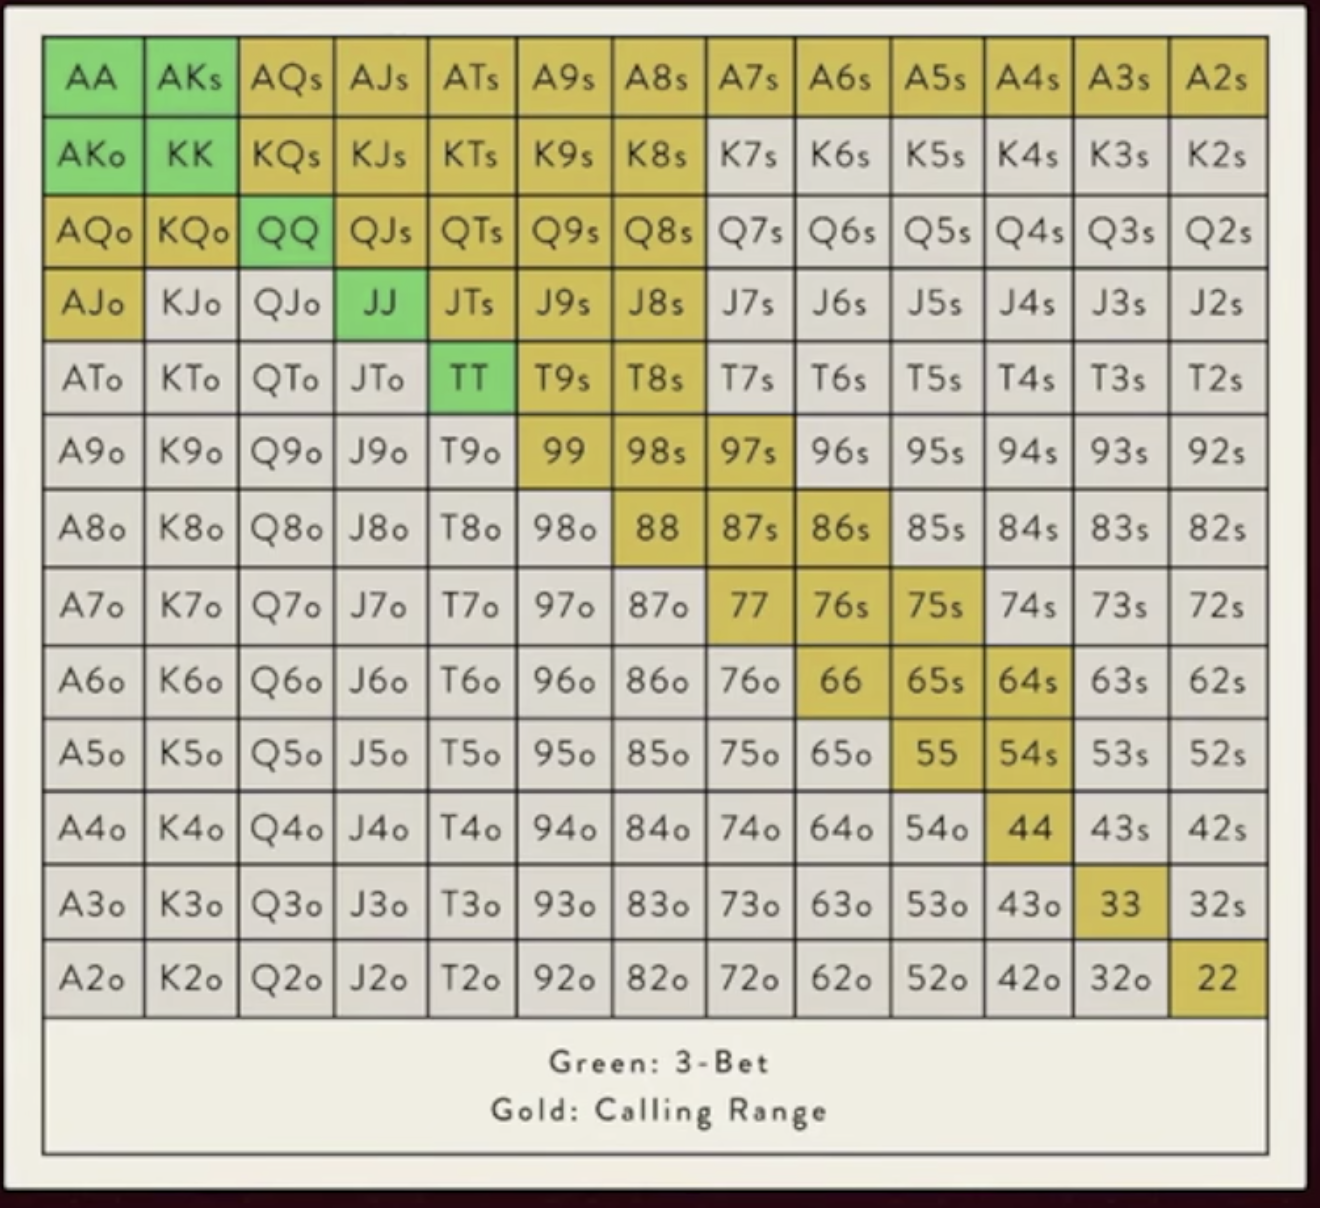 AA AKs AQs AJs ATs A9s A8s A7s A6s A5s A4s A3s A2s
AKo KK KQs KJs KTs K9s K8s K7s K6s K5s K4s K3s K2s
AQo KQo QQ QJs QTs Q9s Q8s Q7s Q6s Q5s Q4s Q3s Q2s
AJo KJo QJo JJ JTs J9s J8s J7s J6s J5s J4s J3s J2s
ATo KTo QTo JTo TT T9s T8s T7s T6s T5s T4s T3s T2s
A9o K9o Q9o J9o T9o 99 98s 97s 96s 95s 94s 93s 92s
A8o K8o Q8o J8o T8o 98o 88 87s 86s 85s 84s 83s 82s
A7o K7o Q7o J7o T7o 97o 87o 77 76s 75s 74s 73s 72s
A6o K6o Q6o J6o T6o 96o 86o 76o 66 65s 64s 63s 62s
A5o K5o Q5o J5o T5o 95o 85o 75o 65o 55 54s 53s 52s
A4o K4o Q4o J4o T4o 94o 84o 74o 64o 54o 44 43s 42s
A3o K3o Q3o J3o T3o 93o 83o 73o 63o 53o 43o 33 32s
A2o K2o Q2o J2o T2o 92o 82o 72o 62o 52o 42o 32o 22
Green: 3-Bet
Gold: Calling Range